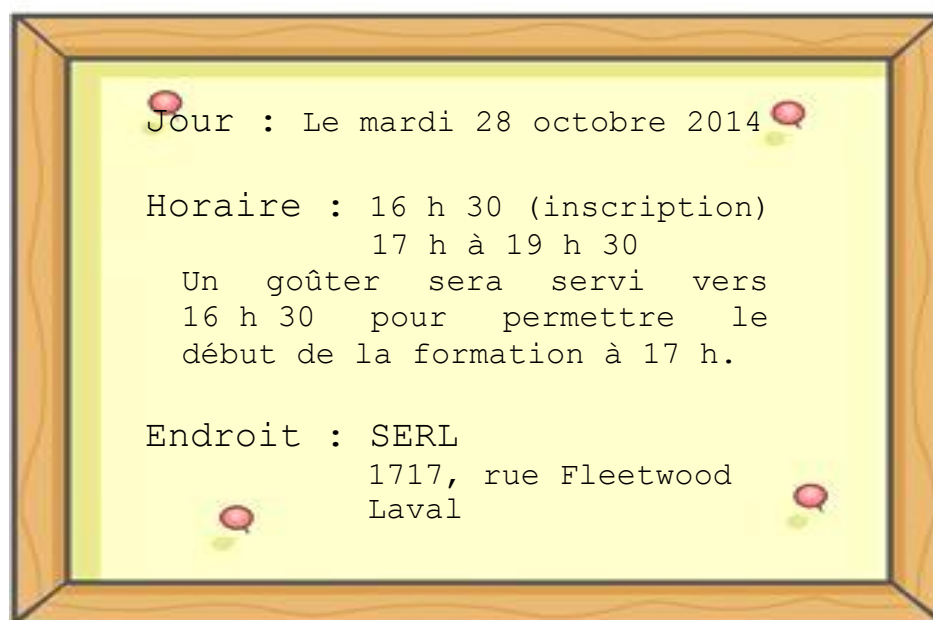 Jour : Le mardi 28 octobre 2014
Horaire : 16 h 30 (inscription)
17 h à 19 h 30
Un goûter sera servi vers
16 h 30 pour permettre le
début de la formation à 17 h.
Endroit : SERL
1717, rue Fleetwood
Laval